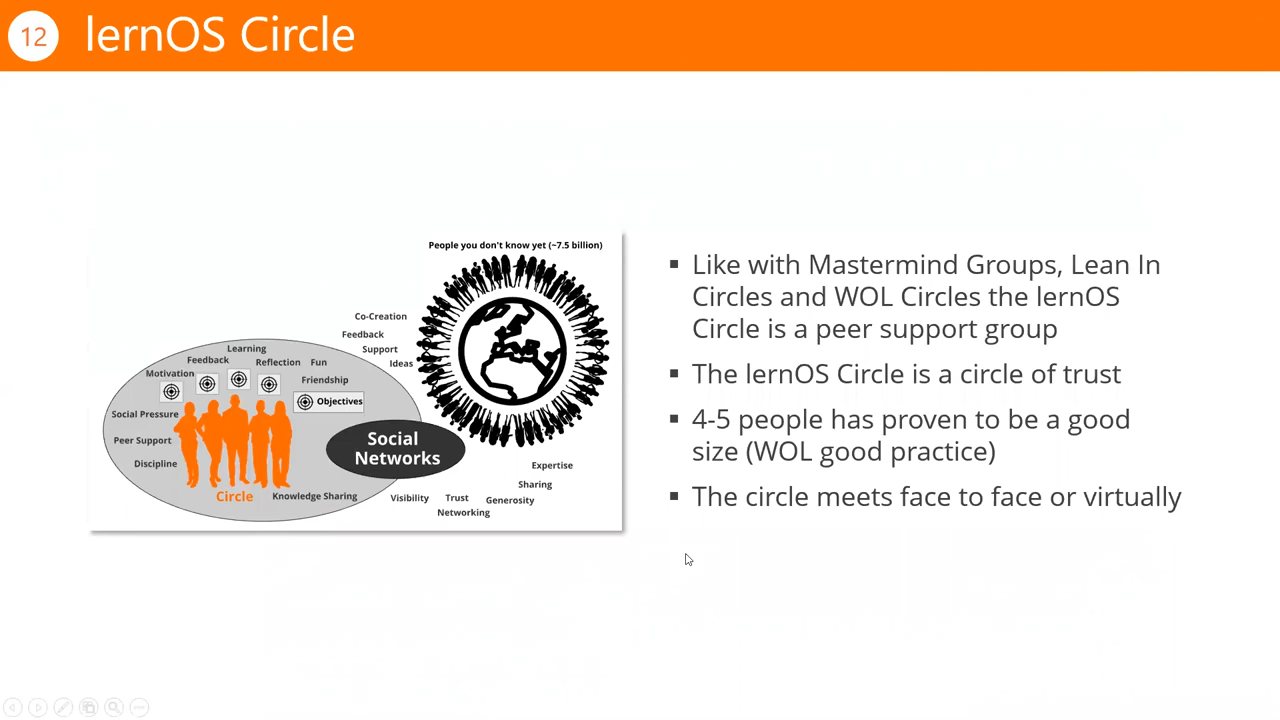 12
lernOS Circle
People you don't know yet (~7.5 billion)
Co-Creation
Feedback
Support
Ideas
Learning
Feedback
Reflection
Fun
Motivation
Friendship
Objectives
Social Pressure
Peer Support
Discipline
Circle
Knowledge Sharing
Social
Networks
Expertise
Sharing
Visibility
Trust
Generosity
Networking
▪ Like with Mastermind Groups, Lean In
Circles and WOL Circles the lernOS
Circle is a peer support group
▪ The lernOS Circle is a circle of trust
▪ 4-5 people has proven to be a good
size (WOL good practice)
▪ The circle meets face to face or virtually